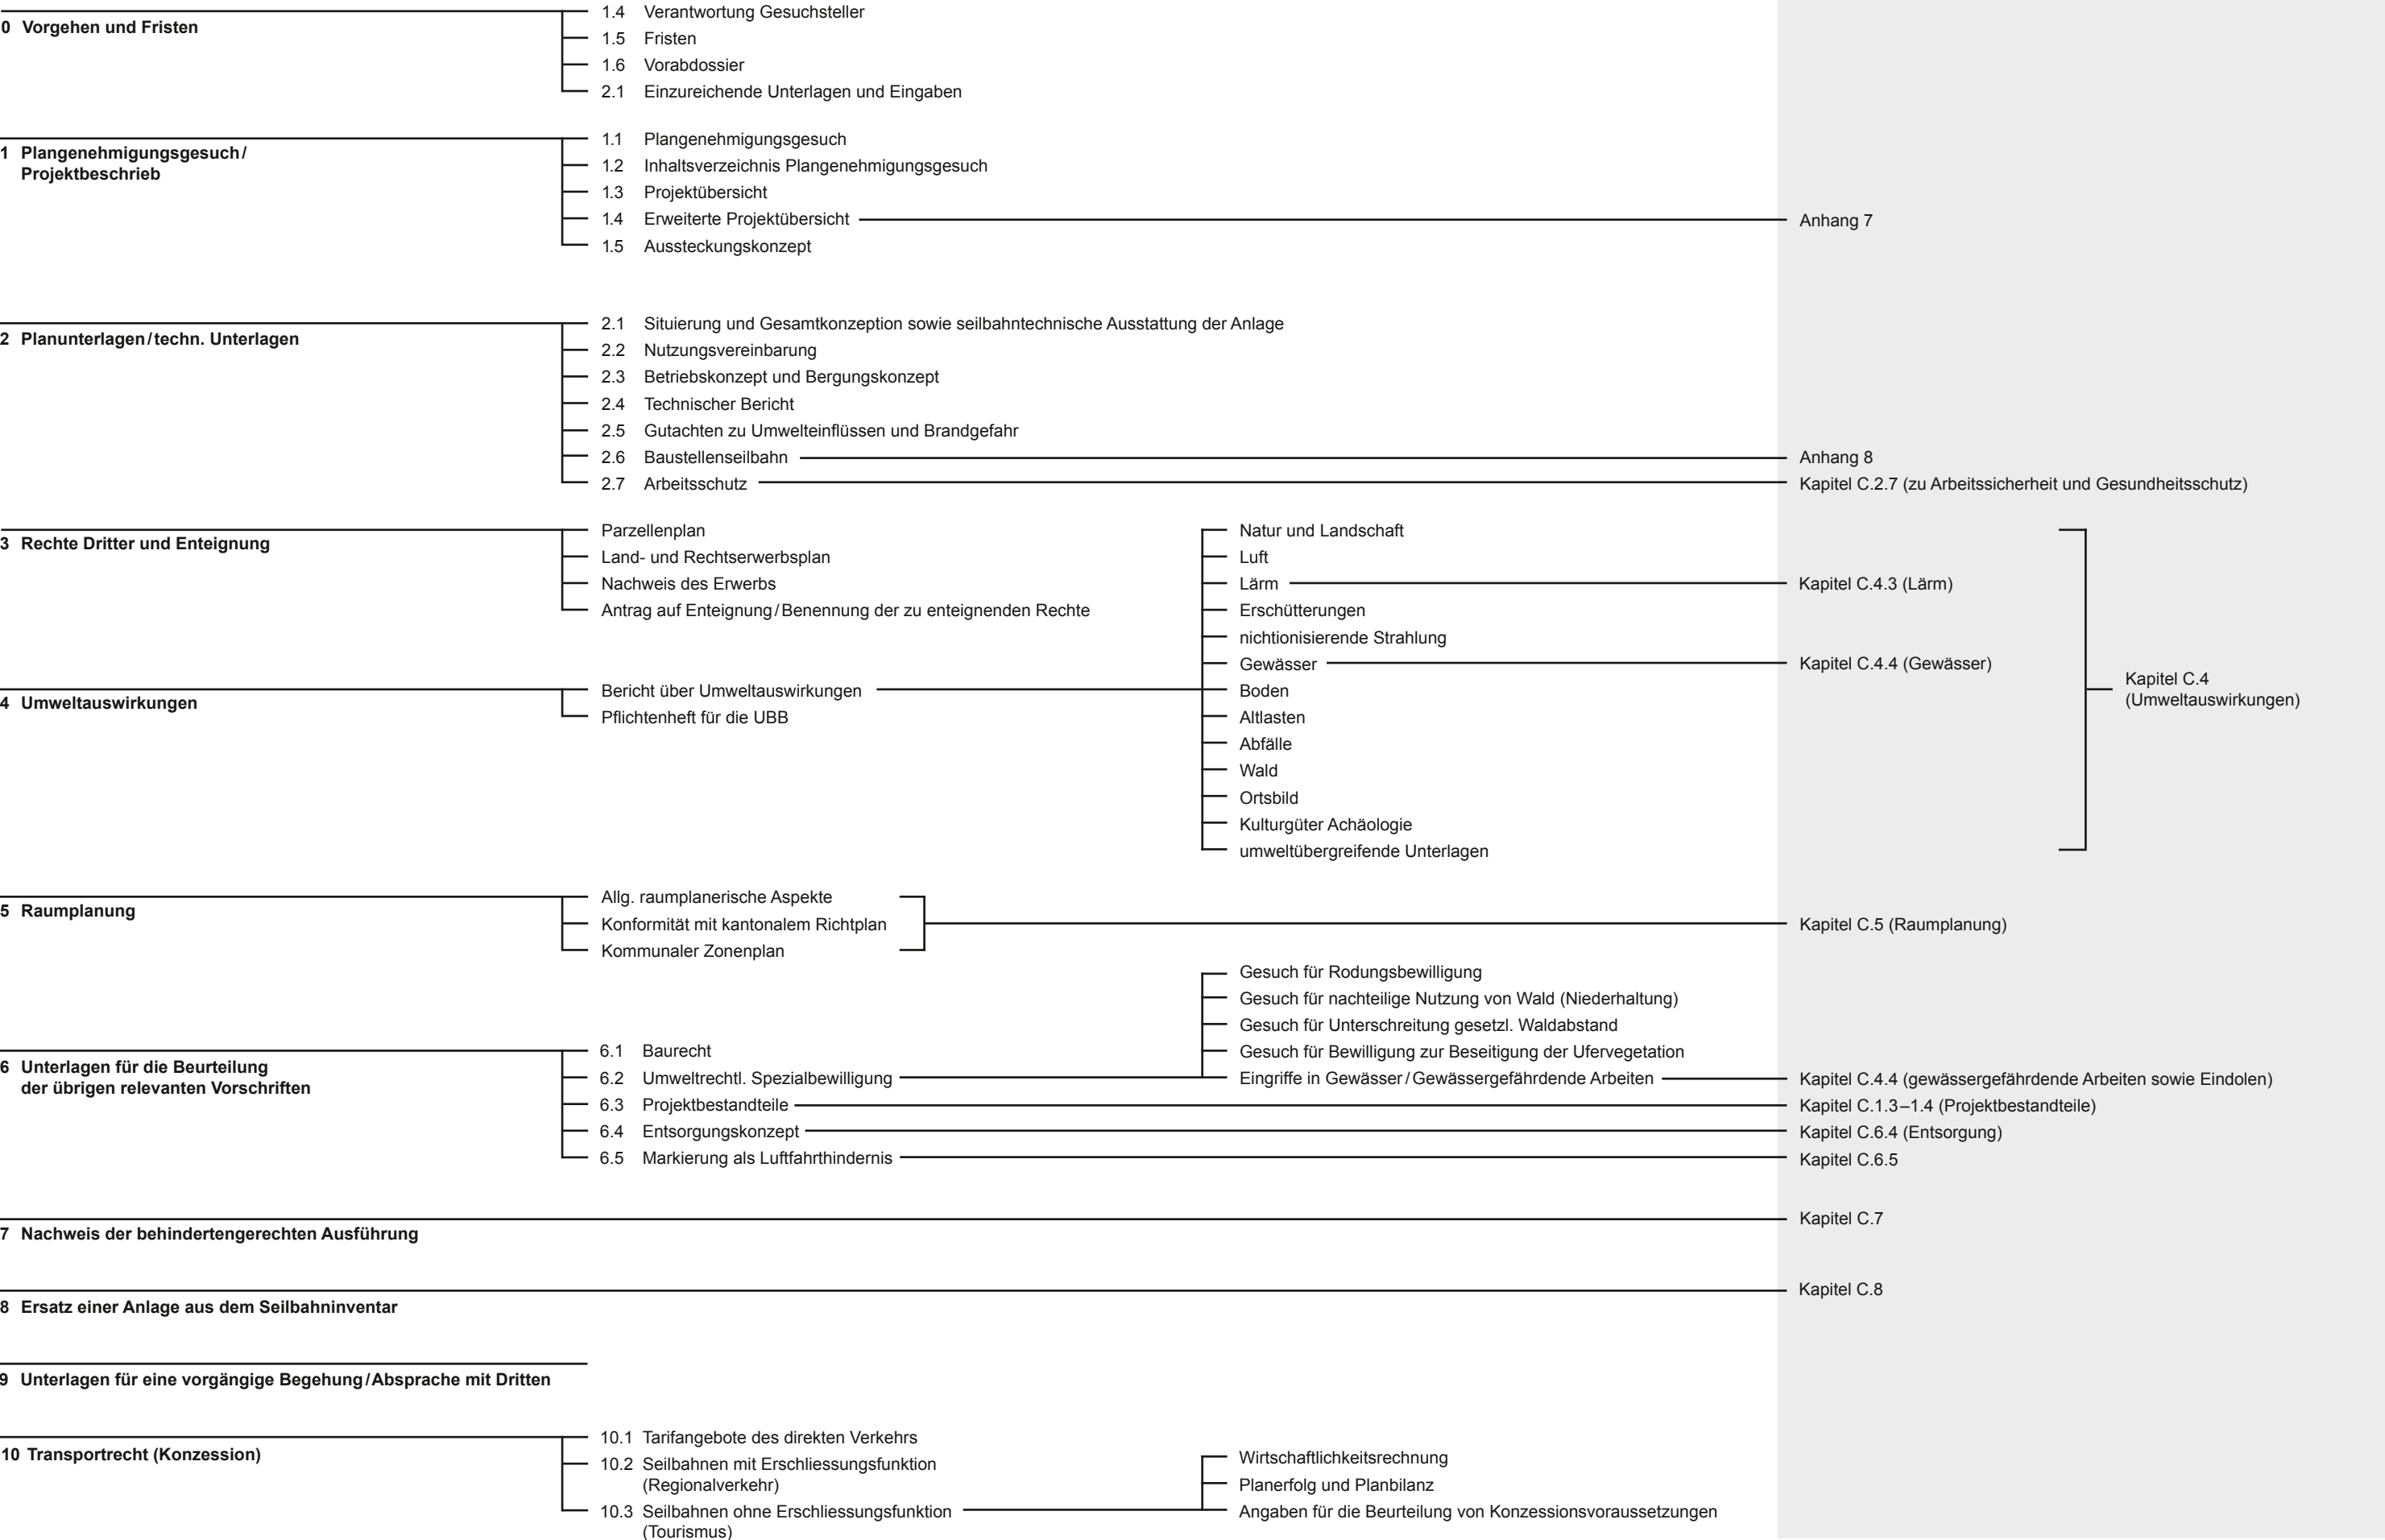 0 Vorgehen und Fristen
1.4 Verantwortung Gesuchsteller
1.5 Fristen
1.6 Vorabdossier
2.1 Einzureichende Unterlagen und Eingaben
1 Plangenehmigungsgesuch/
Projektbeschrieb
1.1 Plangenehmigungsgesuch
1.2 Inhaltsverzeichnis Plangenehmigungsgesuch
1.3 Projektübersicht
1.4 Erweiterte Projektübersicht
Anhang 7
1.5 Aussteckungskonzept
2 Planunterlagen/techn. Unterlagen
2.1 Situierung und Gesamtkonzeption sowie seilbahntechnische Ausstattung der Anlage
2.2 Nutzungsvereinbarung
2.3 Betriebskonzept und Bergungskonzept
2.4 Technischer Bericht
2.5 Gutachten zu Umwelteinflüssen und Brandgefahr
2.6 Baustellenseilbahn
Anhang 8
2.7 Arbeitsschutz
Kapitel C.2.7 (zu Arbeitssicherheit und Gesundheitsschutz)
3 Rechte Dritter und Enteignung
Parzellenplan
Land- und Rechtserwerbsplan
Nachweis des Erwerbs
Antrag auf Enteignung/Benennung der zu enteignenden Rechte
4 Umweltauswirkungen
Bericht über Umweltauswirkungen
Pflichtenheft für die UBB
Natur und Landschaft
Luft
Lärm
Kapitel C.4.3 (Lärm)
Erschütterungen
nichtionisierende Strahlung
Gewässer
Kapitel C.4.4 (Gewässer)
Boden
Altlasten
Abfälle
Wald
Ortsbild
Kulturgüter Achäologie
umweltübergreifende Unterlagen
Kapitel C.4
(Umweltauswirkungen)
5 Raumplanung
Allg. raumplanerische Aspekte
Konformität mit kantonalem Richtplan
Kommunaler Zonenplan
Kapitel C.5 (Raumplanung)
6 Unterlagen für die Beurteilung
der übrigen relevanten Vorschriften
6.1 Baurecht
6.2 Umweltrechtl. Spezialbewilligung
Gesuch für Rodungsbewilligung
Gesuch für nachteilige Nutzung von Wald (Niederhaltung)
Gesuch für Unterschreitung gesetzl. Waldabstand
Gesuch für Bewilligung zur Beseitigung der Ufervegetation
Eingriffe in Gewässer/Gewässergefährdende Arbeiten
Kapitel C.4.4 (gewässergefährdende Arbeiten sowie Eindolen)
6.3 Projektbestandteile
Kapitel C.1.3–1.4 (Projektbestandteile)
6.4 Entsorgungskonzept
Kapitel C.6.4 (Entsorgung)
6.5 Markierung als Luftfahrthindernis
Kapitel C.6.5
7 Nachweis der behindertengerechten Ausführung
Kapitel C.7
8 Ersatz einer Anlage aus dem Seilbahninventar
Kapitel C.8
9 Unterlagen für eine vorgängige Begehung/Absprache mit Dritten
10 Transportrecht (Konzession)
10.1 Tarifangebote des direkten Verkehrs
10.2 Seilbahnen mit Erschliessungsfunktion
(Regionalverkehr)
10.3 Seilbahnen ohne Erschliessungsfunktion
(Tourismus)
Wirtschaftlichkeitsrechnung
Planerfolg und Planbilanz
Angaben für die Beurteilung von Konzessionsvoraussetzungen